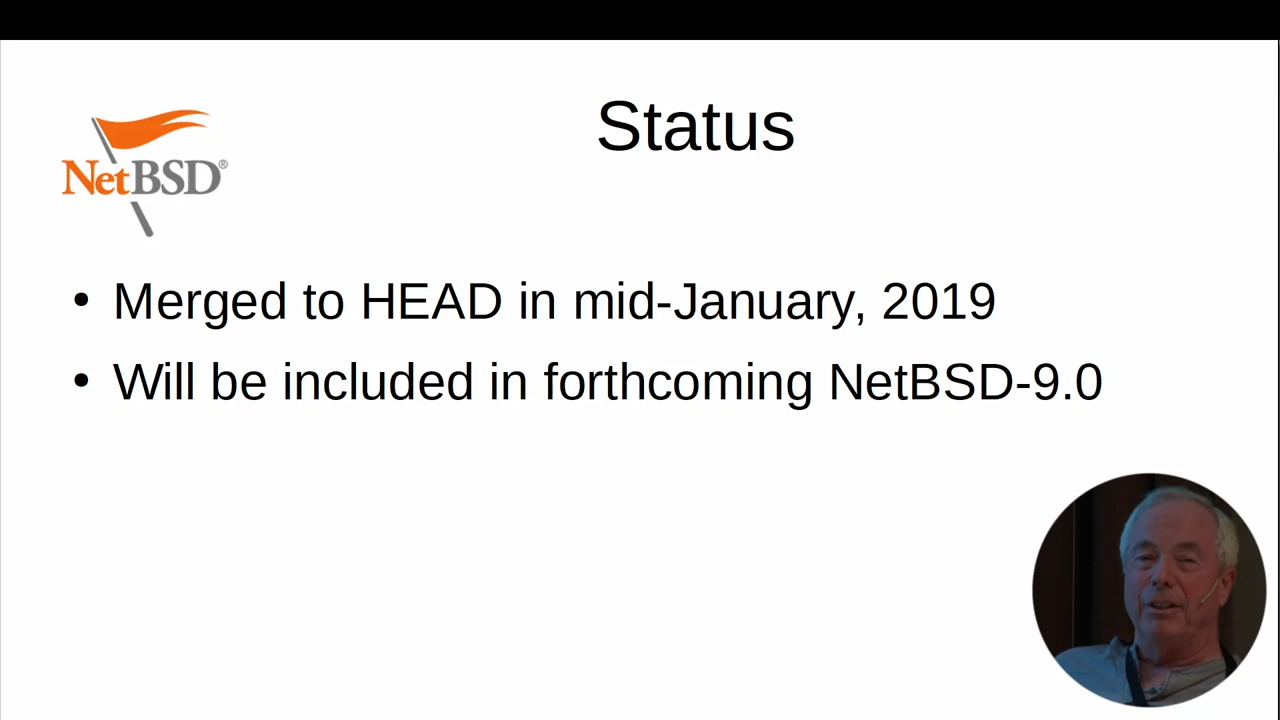 Status
NetBSD®
• Merged to HEAD in mid-January, 2019
• Will be included in forthcoming NetBSD-9.0